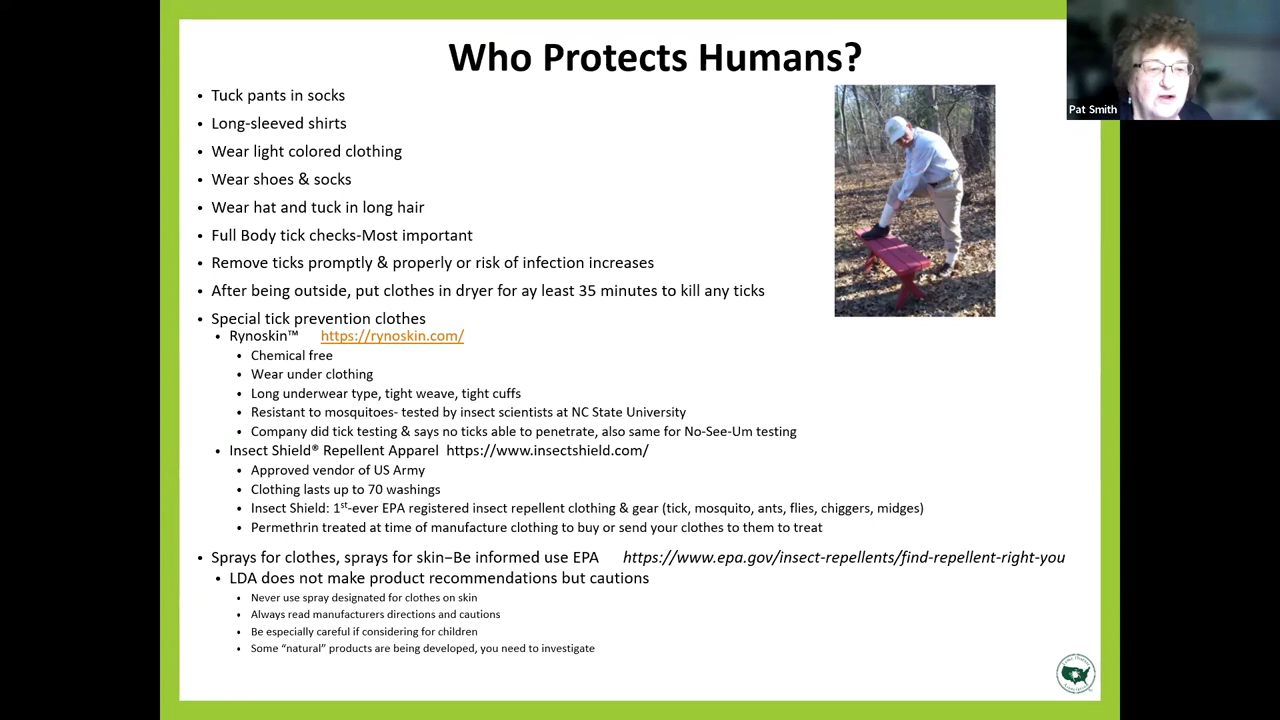 Who Protects Humans?
Pat Smith
• Tuck pants in socks
• Long-sleeved shirts
• Wear light colored clothing
• Wear shoes & socks
• Wear hat and tuck in long hair
• Full Body tick checks-Most important
• Remove ticks promptly & properly or risk of infection increases
• After being outside, put clothes in dryer for ay least 35 minutes to kill any ticks
• Special tick prevention clothes
• Rynoskin™ https://rynoskin.com/
• Chemical free
• Wear under clothing
• Long underwear type, tight weave, tight cuffs
• Resistant to mosquitoes- tested by insect scientists at NC State University
• Company did tick testing & says no ticks able to penetrate, also same for No-See-Um testing
• Insect Shield® Repellent Apparel https://www.insectshield.com/
• Approved vendor of US Army
• Clothing lasts up to 70 washings
• Insect Shield: 1st-ever EPA registered insect repellent clothing & gear (tick, mosquito, ants, flies, chiggers, midges)
• Permethrin treated at time of manufacture clothing to buy or send your clothes to them to treat
• Sprays for clothes, sprays for skin–Be informed use EPA https://www.epa.gov/insect-repellents/find-repellent-right-you
• LDA does not make product recommendations but cautions
• Never use spray designated for clothes on skin
• Always read manufacturers directions and cautions
• Be especially careful if considering for children
• Some “natural” products are being developed, you need to investigate